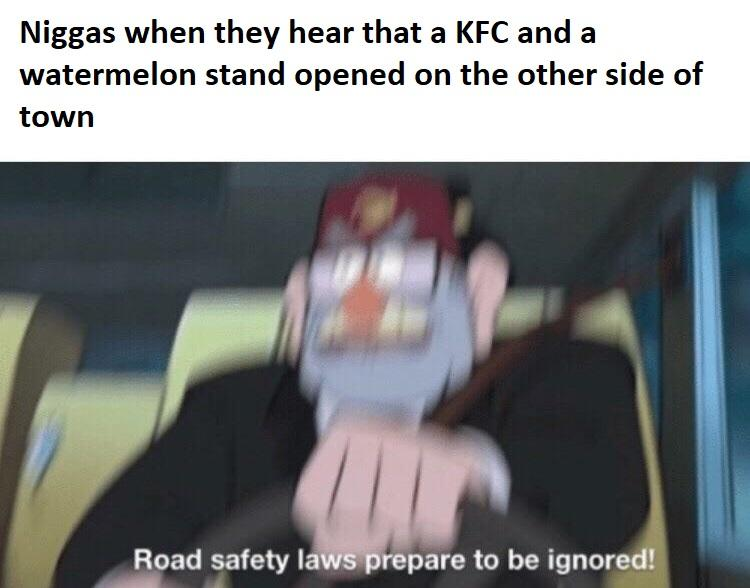 Niggas when they hear that a KFC and a
watermelon stand opened on the other side of
town
Road safety laws prepare to be ignored!